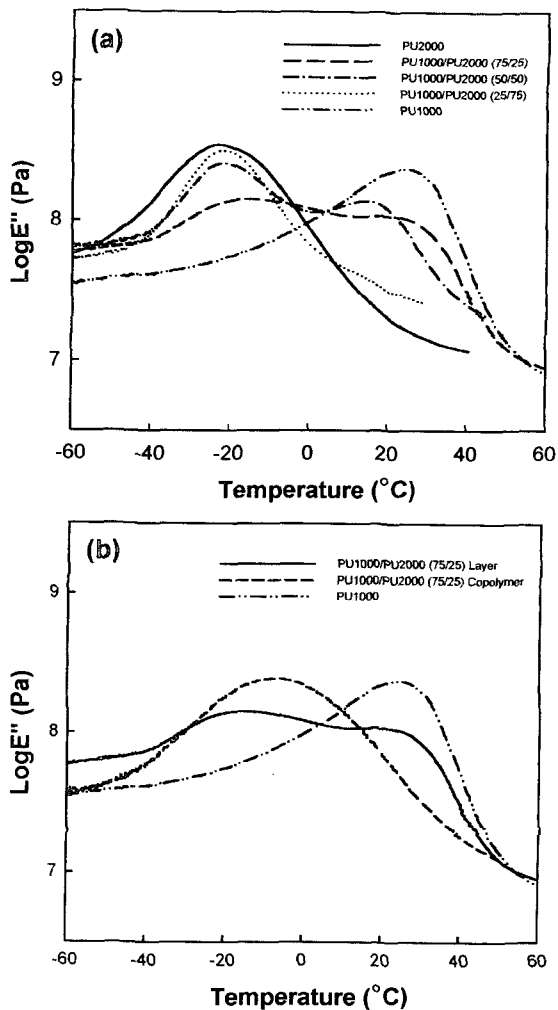 (a)
PU2000
PU1000/PU2000 (75/25)
PU1000/PU2000 (50/50)
PU1000/PU2000 (25/75)
PU1000
LogE" (Pa)
9
8
7
-60 -40 -20 0 20 40 60
Temperature (°C)
(b)
PU1000/PU2000 (75/25) Layer
PU1000/PU2000 (75/25) Copolymer
PU1000
LogE" (Pa)
9
8
7
-60 -40 -20 0 20 40 60
Temperature (°C)